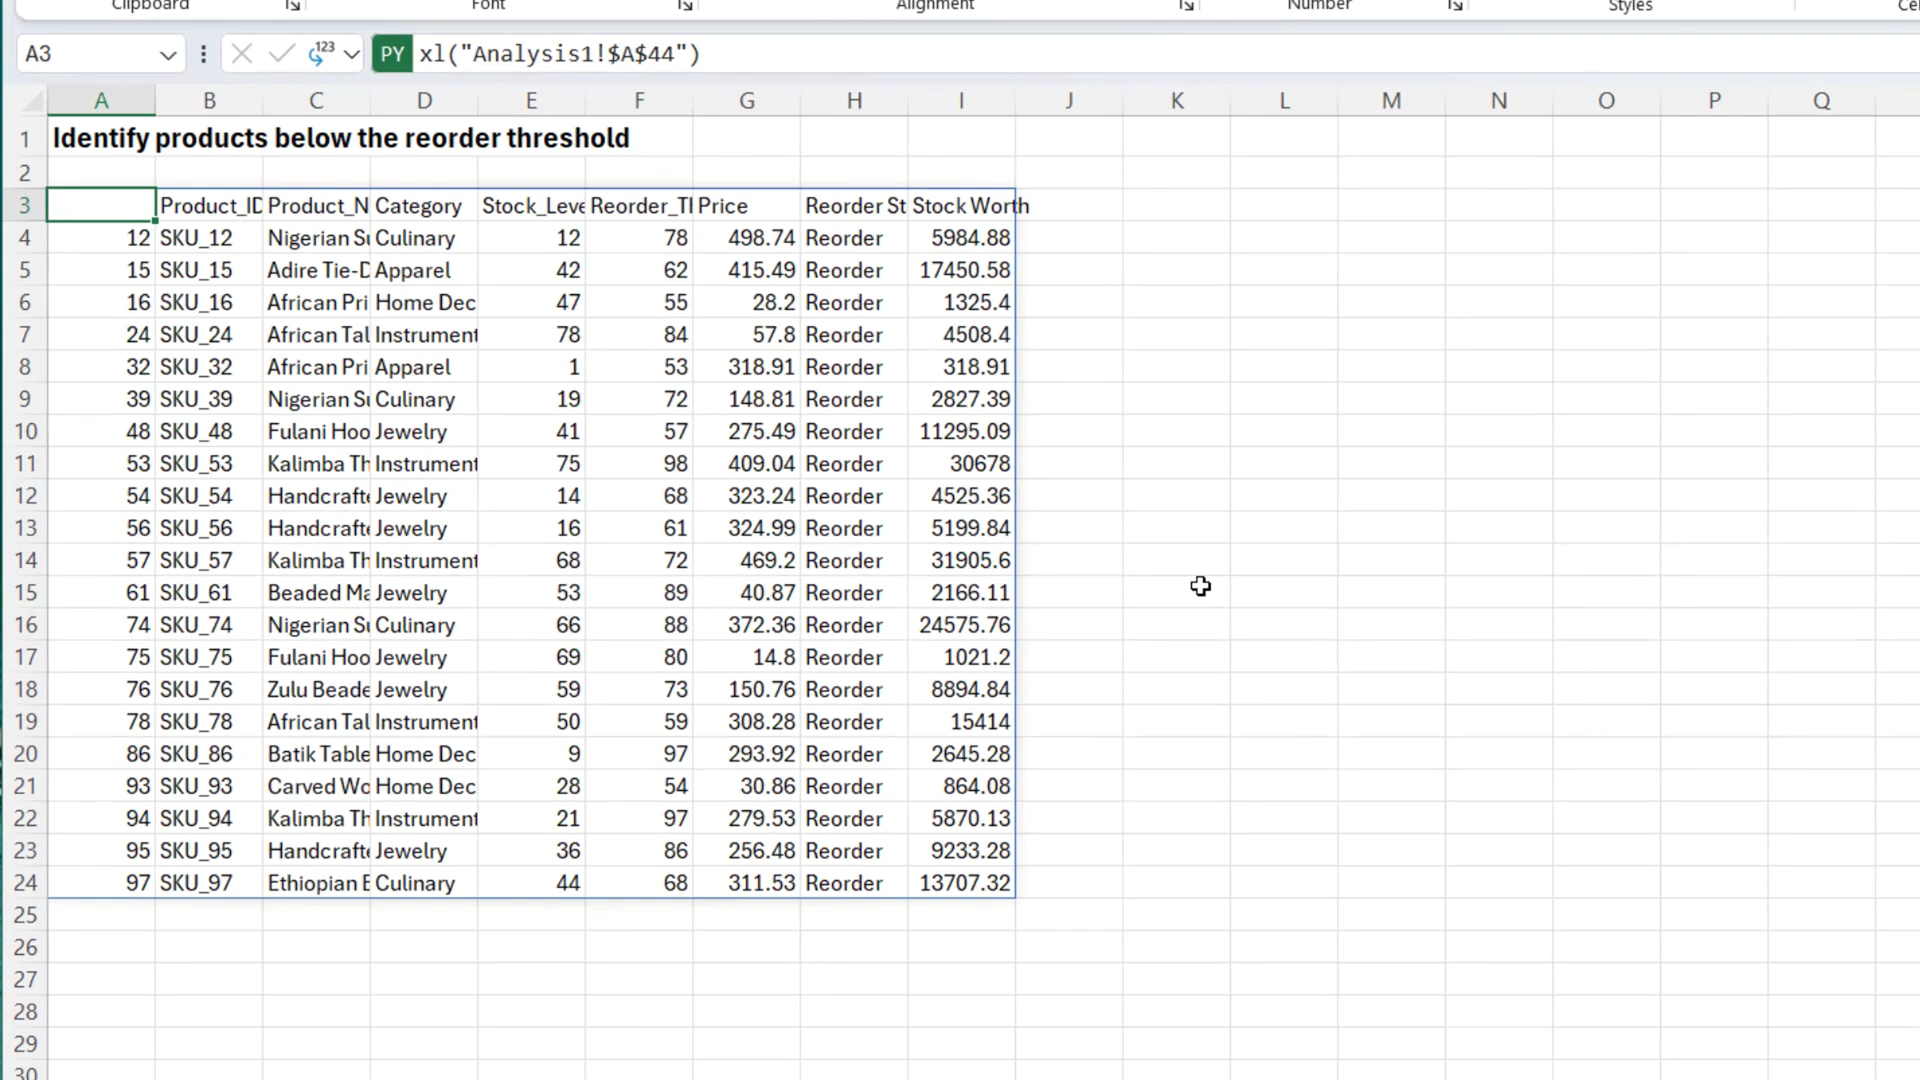 Clipboard Font Alignment Number Styles
A3 123 PY xl("Analysis1!$A$44")
A B C D E F G H I J K L M N O P Q
1 Identify products below the reorder threshold
2
3 Product_ID Product_N Category Stock_Leve Reorder_Tl Price Reorder St Stock Worth
4 12 SKU_12 Nigerian Su Culinary 12 78 498.74 Reorder 5984.88
5 15 SKU_15 Adire Tie-D Apparel 42 62 415.49 Reorder 17450.58
6 16 SKU_16 African Pri Home Dec 47 55 28.2 Reorder 1325.4
7 24 SKU_24 African Tal Instrument 78 84 57.8 Reorder 4508.4
8 32 SKU_32 African Pri Apparel 1 53 318.91 Reorder 318.91
9 39 SKU_39 Nigerian Su Culinary 19 72 148.81 Reorder 2827.39
10 48 SKU_48 Fulani Hoo Jewelry 41 57 275.49 Reorder 11295.09
11 53 SKU_53 Kalimba Th Instrument 75 98 409.04 Reorder 30678
12 54 SKU_54 Handcrafte Jewelry 14 68 323.24 Reorder 4525.36
13 56 SKU_56 Handcrafte Jewelry 16 61 324.99 Reorder 5199.84
14 57 SKU_57 Kalimba Th Instrument 68 72 469.2 Reorder 31905.6
15 61 SKU_61 Beaded Ma Jewelry 53 89 40.87 Reorder 2166.11
16 74 SKU_74 Nigerian Su Culinary 66 88 372.36 Reorder 24575.76
17 75 SKU_75 Fulani Hoo Jewelry 69 80 14.8 Reorder 1021.2
18 76 SKU_76 Zulu Beade Jewelry 59 73 150.76 Reorder 8894.84
19 78 SKU_78 African Tal Instrument 50 59 308.28 Reorder 15414
20 86 SKU_86 Batik Table Home Dec 9 97 293.92 Reorder 2645.28
21 93 SKU_93 Carved Wo Home Dec 28 54 30.86 Reorder 864.08
22 94 SKU_94 Kalimba Th Instrument 21 97 279.53 Reorder 5870.13
23 95 SKU_95 Handcrafte Jewelry 36 86 256.48 Reorder 9233.28
24 97 SKU_97 Ethiopian E Culinary 44 68 311.53 Reorder 13707.32
25
26
27
28
29
30